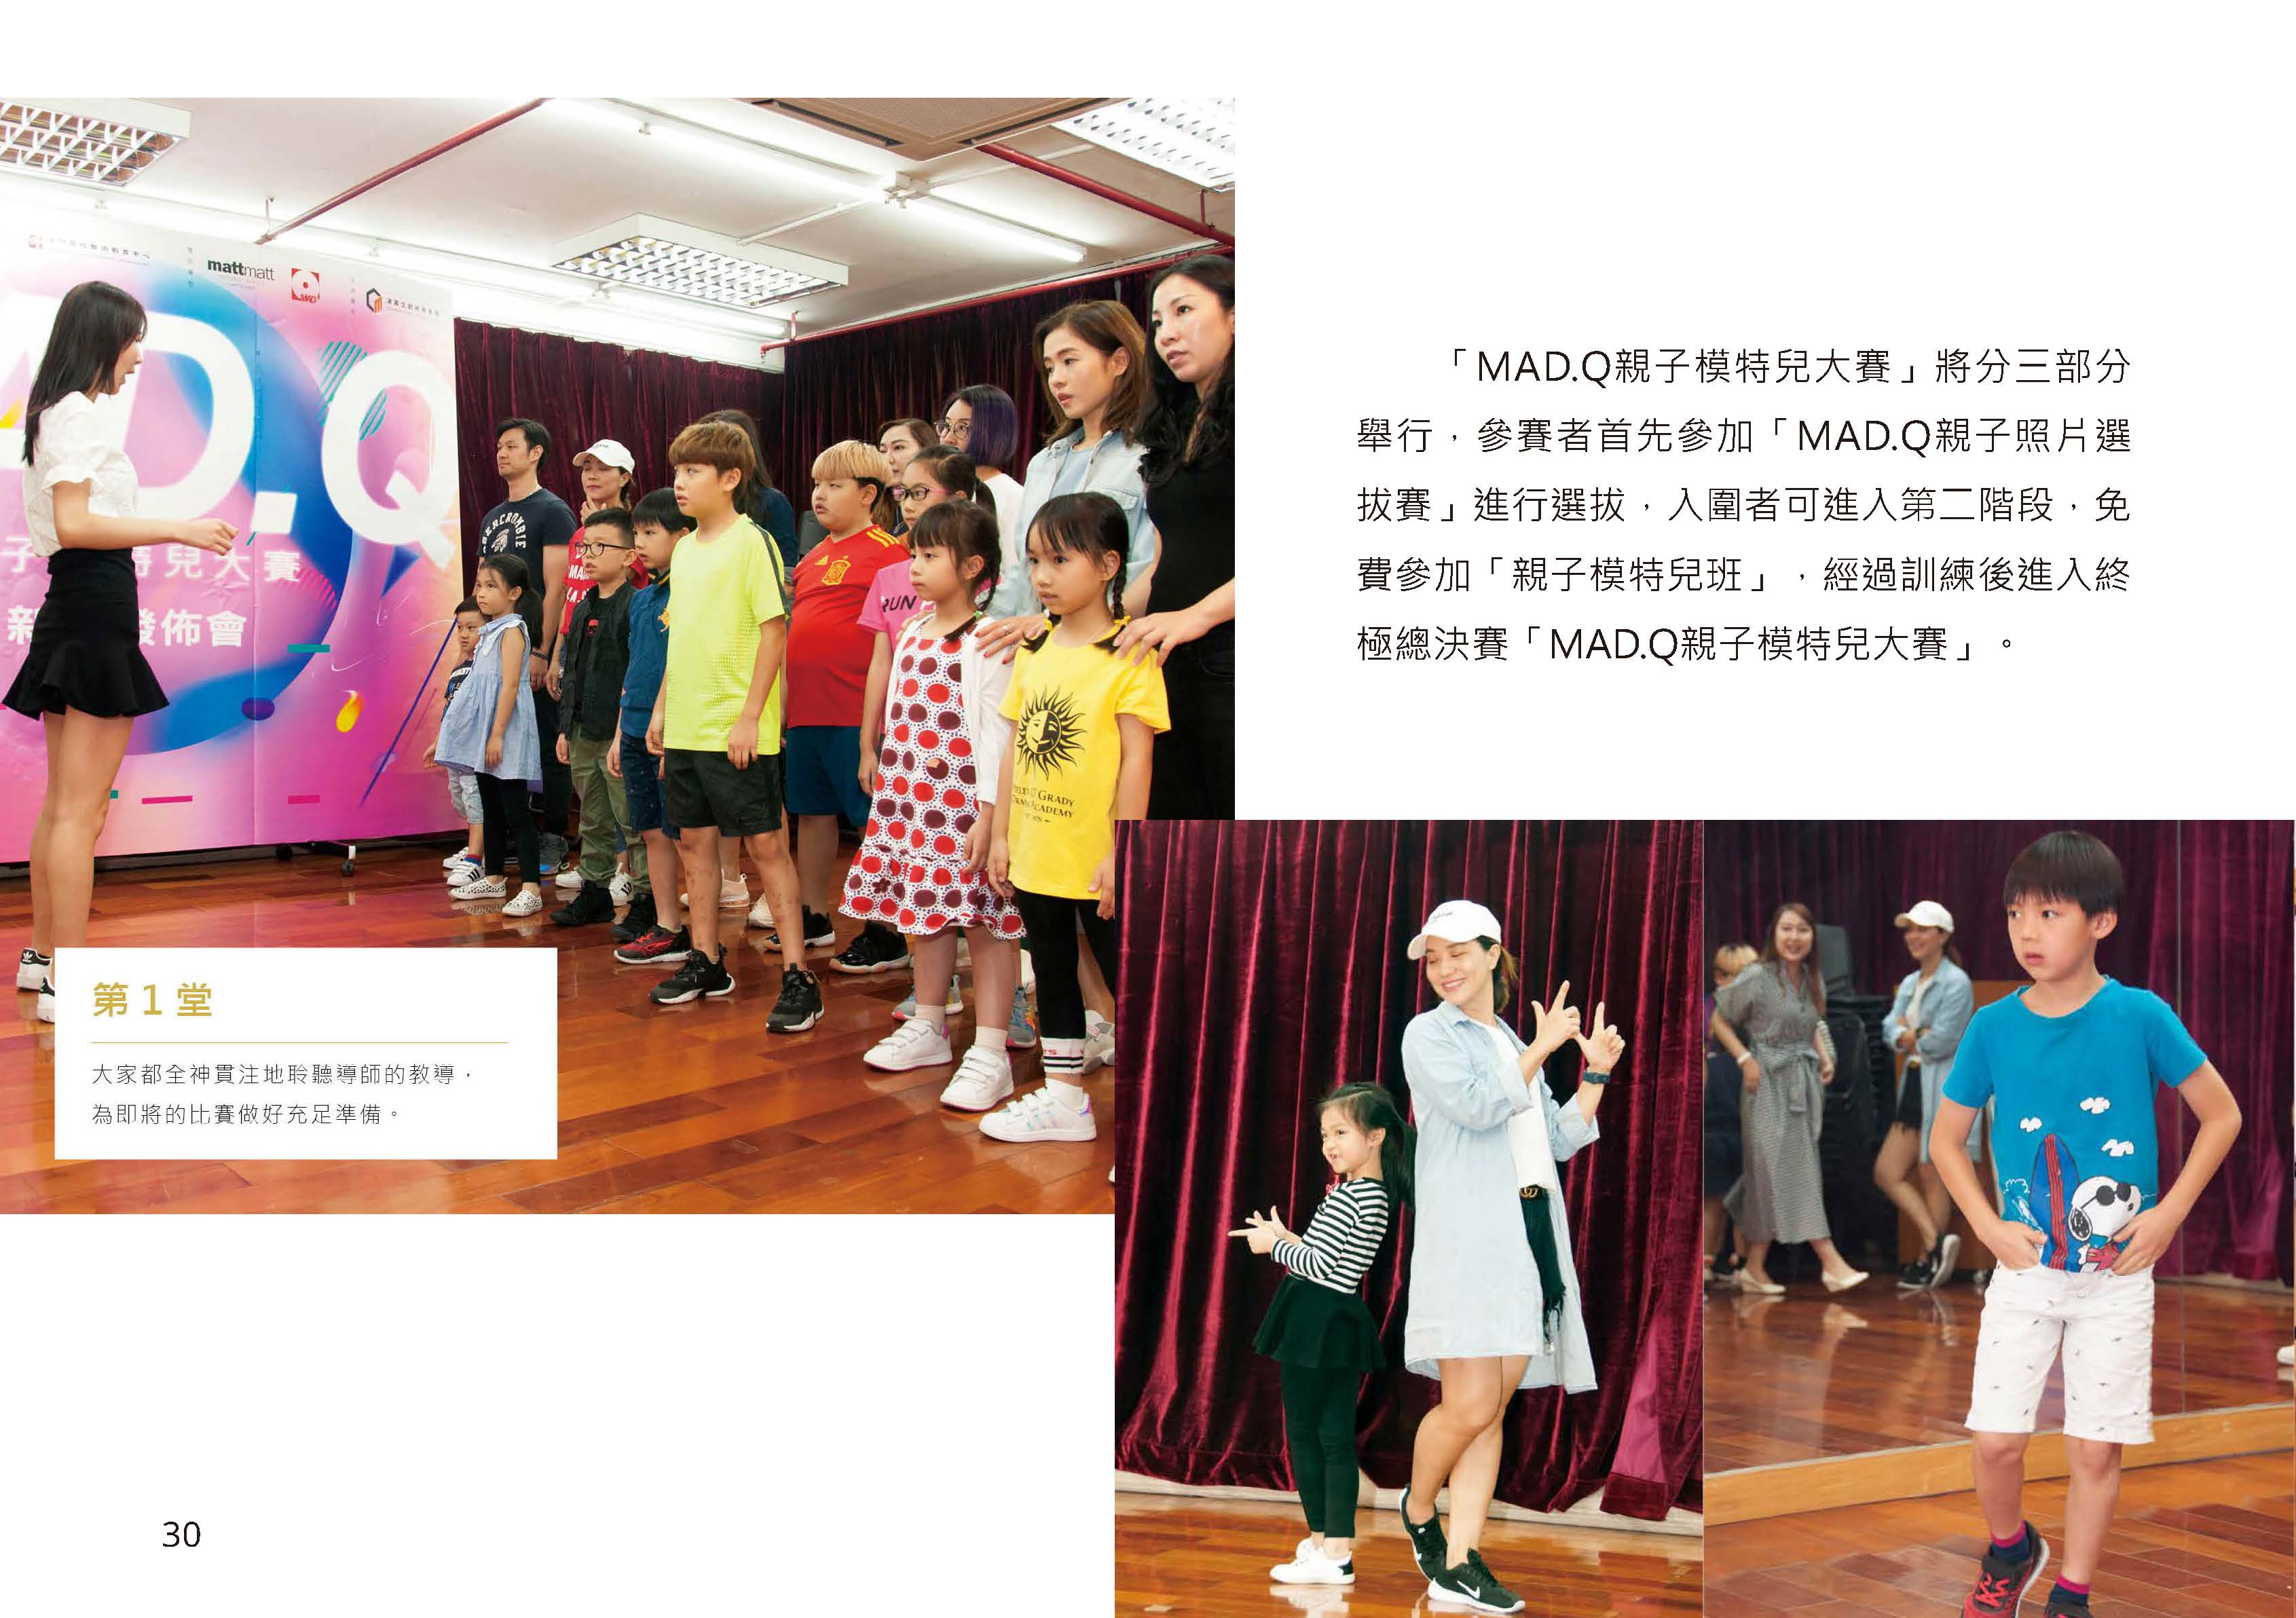 mattmatt
MAD
D.Q
模特兒大賽
發佈會
ABERCROMBIE
RUN
GRADY
ACADEMY
「MAD.Q親子模特兒大賽」將分三部分
舉行，參賽者首先參加「MAD.Q親子照片選
拔賽」進行選拔，入圍者可進入第二階段，免
費參加「親子模特兒班」，經過訓練後進入終
極總決賽「MAD.Q親子模特兒大賽」。
第1堂
大家都全神貫注地聆聽導師的教導，
為即將的比賽做好充足準備。
30